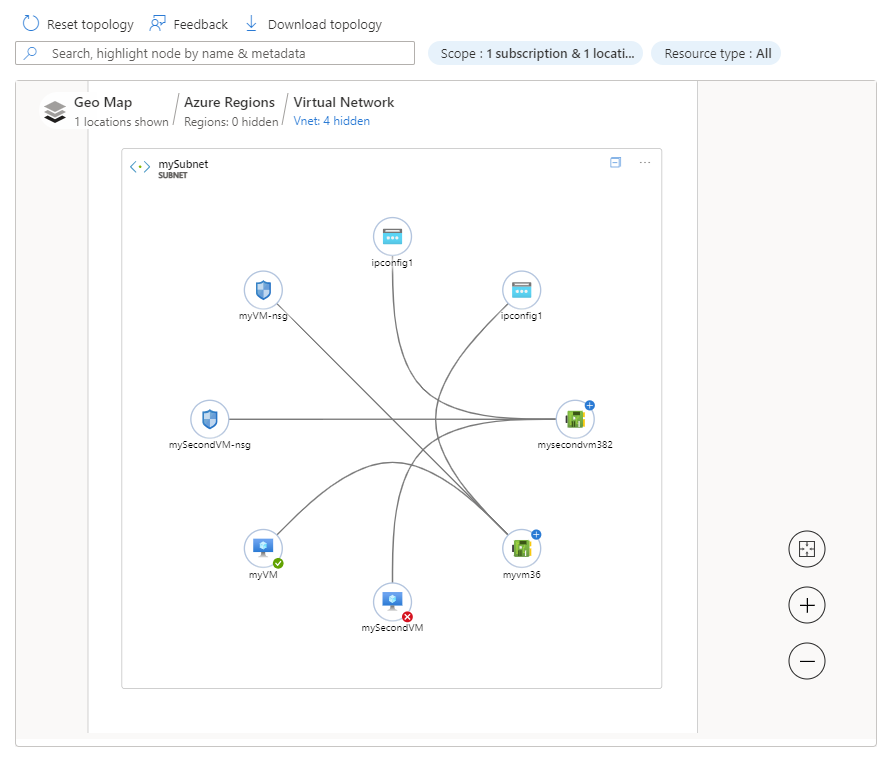 Reset topology
Feedback
Download topology
Search, highlight node by name & metadata
Scope : 1 subscription & 1 locati...
Resource type : All
Geo Map
1 locations shown
Azure Regions
Regions: 0 hidden
Virtual Network
Vnet: 4 hidden
mySubnet
SUBNET
ipconfig1
myVM-nsg
ipconfig1
mySecondVM-nsg
mysecondvm382
myVM
myvm36
mySecondVM